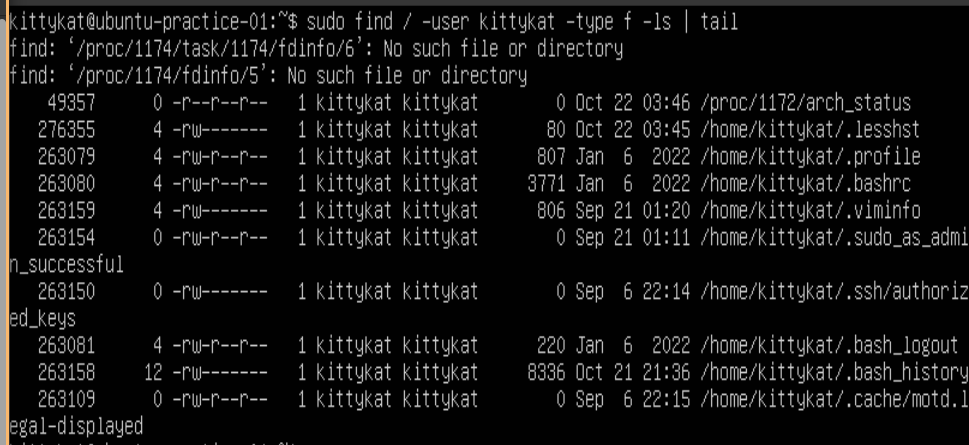 kittykat@ubuntu-practice-01:~$ sudo find / -user kittykat -type f -ls | tail
find: ‘/proc/1174/task/1174/fdinfo/6’: No such file or directory
find: ‘/proc/1174/fdinfo/5’: No such file or directory
49357 0 -r--r--r-- 1 kittykat kittykat 0 Oct 22 03:46 /proc/1172/arch_status
276355 4 -rw------- 1 kittykat kittykat 80 Oct 22 03:45 /home/kittykat/.lesshst
263079 4 -rw-r--r-- 1 kittykat kittykat 807 Jan 6 2022 /home/kittykat/.profile
263080 4 -rw-r--r-- 1 kittykat kittykat 3771 Jan 6 2022 /home/kittykat/.bashrc
263159 4 -rw------- 1 kittykat kittykat 806 Sep 21 01:20 /home/kittykat/.viminfo
263154 0 -rw-r--r-- 1 kittykat kittykat 0 Sep 21 01:11 /home/kittykat/.sudo_as_admi
n_successful
263150 0 -rw------- 1 kittykat kittykat 0 Sep 6 22:14 /home/kittykat/.ssh/authoriz
ed_keys
263081 4 -rw-r--r-- 1 kittykat kittykat 220 Jan 6 2022 /home/kittykat/.bash_logout
263158 12 -rw------- 1 kittykat kittykat 8336 Oct 21 21:36 /home/kittykat/.bash_history
263109 0 -rw-r--r-- 1 kittykat kittykat 0 Sep 6 22:15 /home/kittykat/.cache/motd.l
egal-displayed